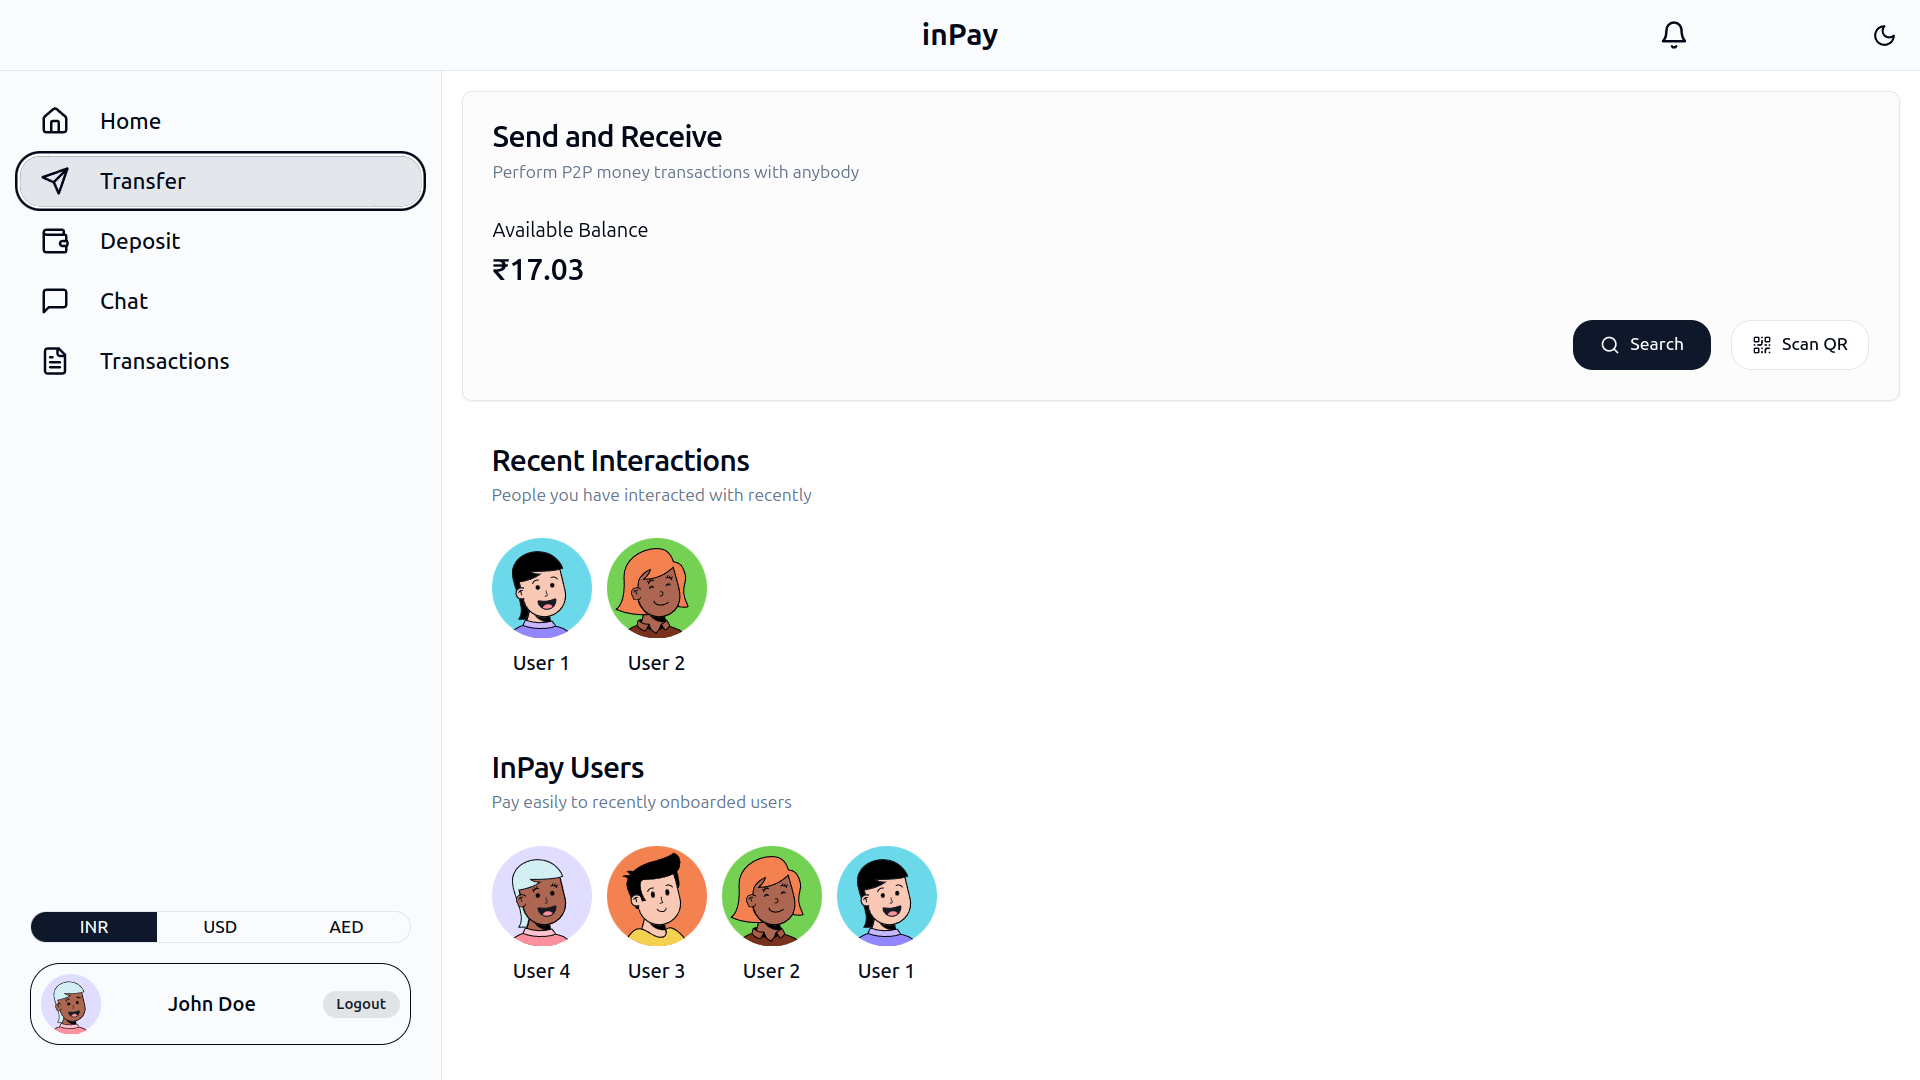 inPay
Home
Transfer
Deposit
Chat
Transactions
INR USD AED
John Doe
Logout
Send and Receive
Perform P2P money transactions with anybody
Available Balance
₹17.03
Search
Scan QR
Recent Interactions
People you have interacted with recently
User 1 User 2
InPay Users
Pay easily to recently onboarded users
User 4 User 3 User 2 User 1